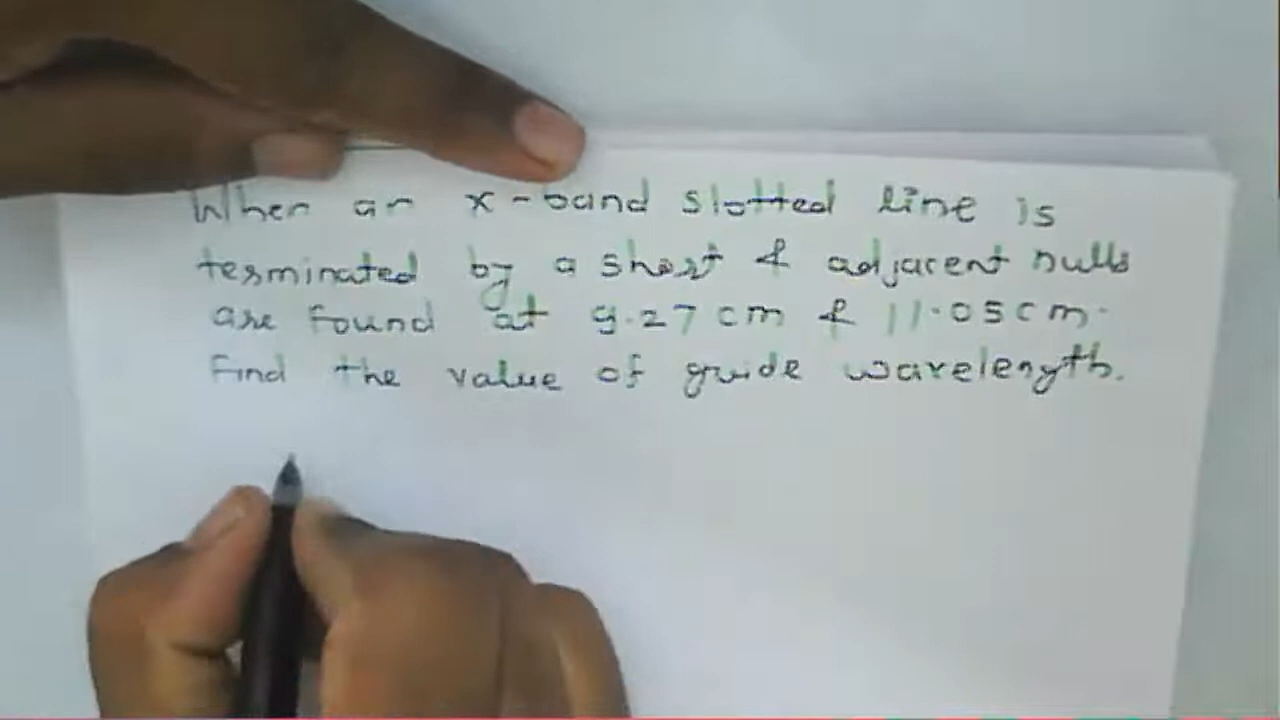 When an x-band slotted line is
terminated by a short & adjacent nulls
are found at 9.27 cm & 11.05 cm.
Find the value of guide wavelength.